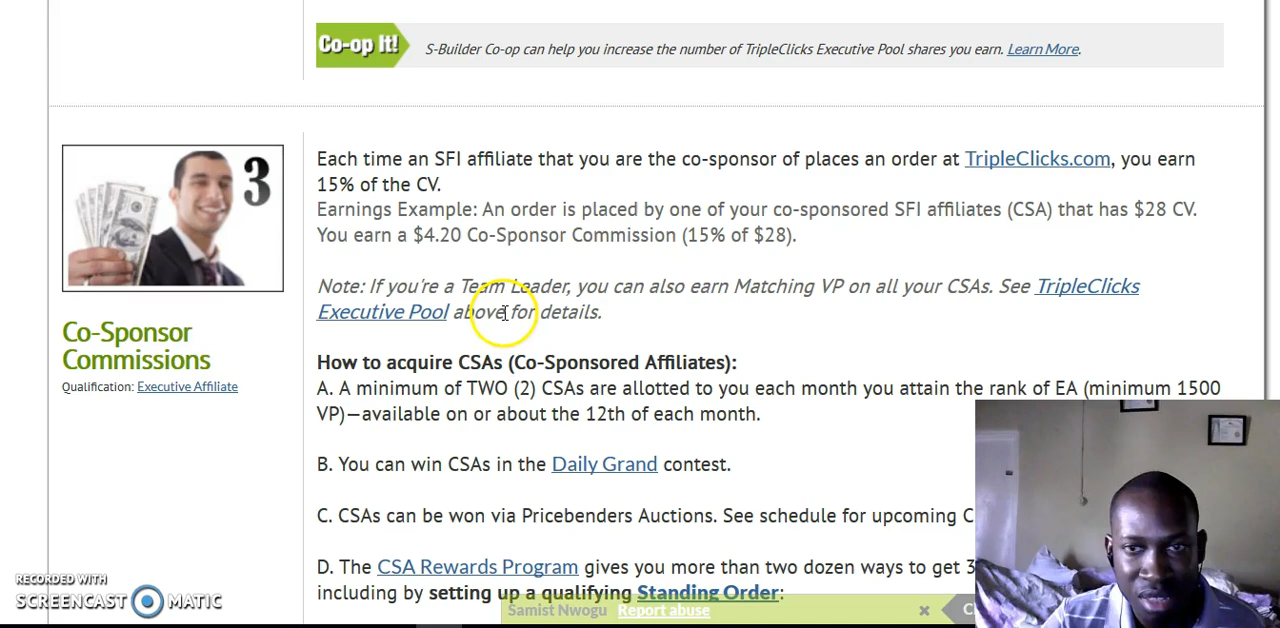 Co-op It!
S-Builder Co-op can help you increase the number of TripleClicks Executive Pool shares you earn. Learn More.
3
Each time an SFI affiliate that you are the co-sponsor of places an order at TripleClicks.com, you earn
15% of the CV.
Earnings Example: An order is placed by one of your co-sponsored SFI affiliates (CSA) that has $28 CV.
You earn a $4.20 Co-Sponsor Commission (15% of $28).
Note: If you're a Team Leader, you can also earn Matching VP on all your CSAs. See TripleClicks
Executive Pool above for details.
Co-Sponsor
Commissions
Qualification: Executive Affiliate
How to acquire CSAs (Co-Sponsored Affiliates):
A. A minimum of TWO (2) CSAs are allotted to you each month you attain the rank of EA (minimum 1500
VP)—available on or about the 12th of each month.
B. You can win CSAs in the Daily Grand contest.
C. CSAs can be won via Pricebenders Auctions. See schedule for upcoming C
D. The CSA Rewards Program gives you more than two dozen ways to get 3
including by setting up a qualifying Standing Order:
RECORDED WITH
SCREENCAST MATIC
Samist Nwogu Report abuse